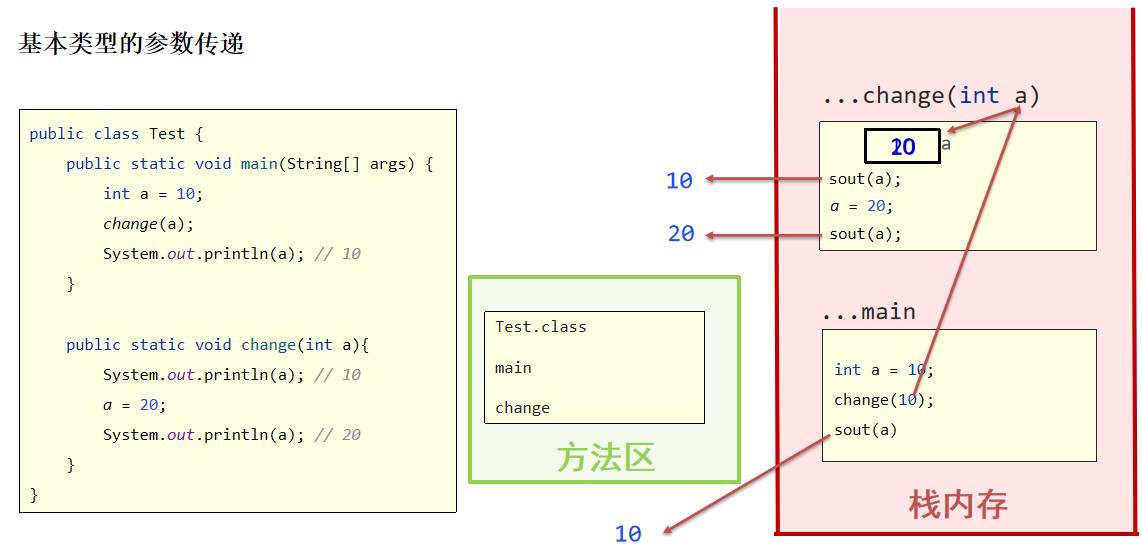 基本类型的参数传递
public class Test {
public static void main(String[] args) {
int a = 10;
change(a);
System.out.println(a); // 10
}
public static void change(int a){
System.out.println(a); // 10
a = 20;
System.out.println(a); // 20
}
}
Test.class
main
change
方法区
...change(int a)
20
a
sout(a);
a = 20;
sout(a);
10
20
...main
int a = 10;
change(10);
sout(a)
栈内存
10